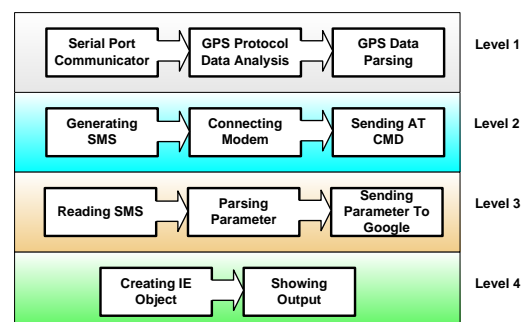 Serial Port
Communicator
GPS Protocol
Data Analysis
GPS Data
Parsing
Level 1
Generating
SMS
Connecting
Modem
Sending AT
CMD
Level 2
Reading SMS
Parsing
Parameter
Sending
Parameter To
Google
Level 3
Creating IE
Object
Showing
Output
Level 4